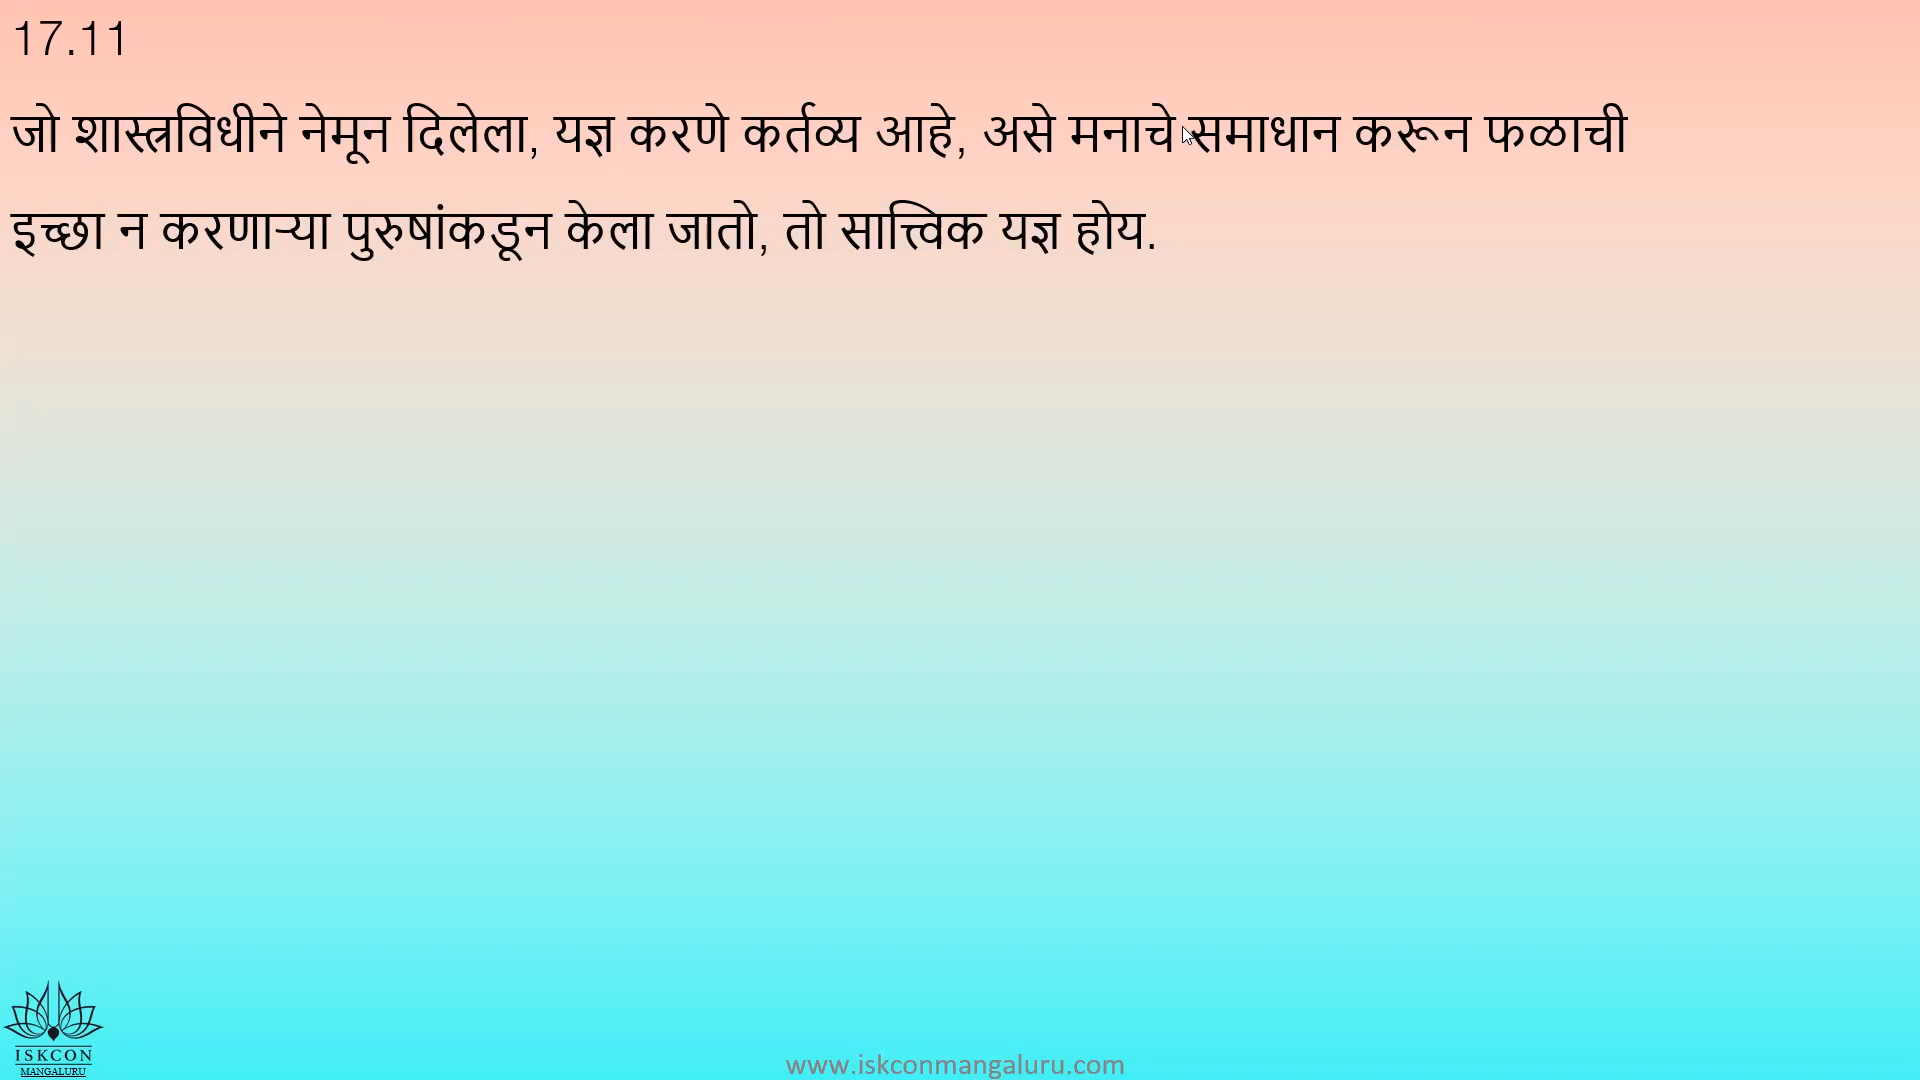 17.11
जो शास्त्रविधीने नेमून दिलेला, यज्ञ करणे कर्तव्य आहे, असे मनाचे समाधान करून फळाची
इच्छा न करणाऱ्या पुरुषांकडून केला जातो, तो सात्त्विक यज्ञ होय.
ISKCON
MANGALURU
www.iskconmangaluru.com